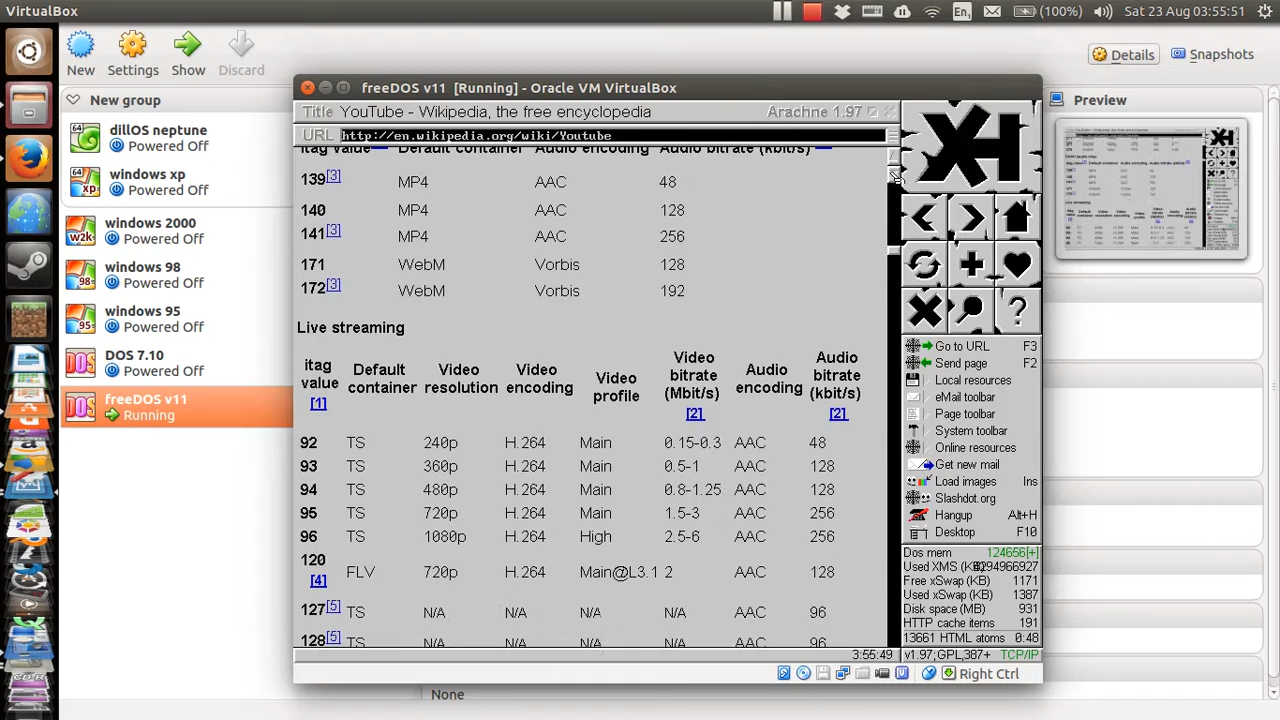 VirtualBox
En1
(100%)
Sat 23 Aug 03:55:51
New
Settings
Show
Discard
Details
Snapshots
New group
Preview
64
dillOS neptune
Powered Off
64
xp
windows xp
Powered Off
w2k
windows 2000
Powered Off
98
windows 98
Powered Off
95
windows 95
Powered Off
DOS
DOS 7.10
Powered Off
DOS
freeDOS v11
Running
None
freeDOS v11 [Running] - Oracle VM VirtualBox
Title YouTube - Wikipedia, the free encyclopedia
Arachne 1.97
URL http://en.wikipedia.org/wiki/Youtube
itag value Default container Audio encoding Audio bitrate (kbit/s)
139[3] MP4 AAC 48
140 MP4 AAC 128
141[3] MP4 AAC 256
171 WebM Vorbis 128
172[3] WebM Vorbis 192
Live streaming
itag value [1] Default container Video resolution Video encoding Video profile Video bitrate (Mbit/s) [2] Audio encoding Audio bitrate (kbit/s) [2]
92 TS 240p H.264 Main 0.15-0.3 AAC 48
93 TS 360p H.264 Main 0.5-1 AAC 128
94 TS 480p H.264 Main 0.8-1.25 AAC 128
95 TS 720p H.264 Main 1.5-3 AAC 256
96 TS 1080p H.264 High 2.5-6 AAC 256
120 [4] FLV 720p H.264 Main@L3.1 2 AAC 128
127[5] TS N/A N/A N/A N/A AAC 96
128[5] TS N/A N/A N/A N/A AAC 96
3:55:49
Go to URL F3
Send page F2
Local resources
eMail toolbar
Page toolbar
System toolbar
Online resources
Get new mail
Load images Ins
Slashdot.org
Hangup Alt+H
Desktop F10
Dos mem 124656[+]
Used XMS (KB)
Free xSwap (KB) 1171
Used xSwap (KB) 1387
Disk space (MB) 931
HTTP cache items 191
13661 HTML atoms 0:48
v1.97;GPL,387+ TCP/IP
Right Ctrl